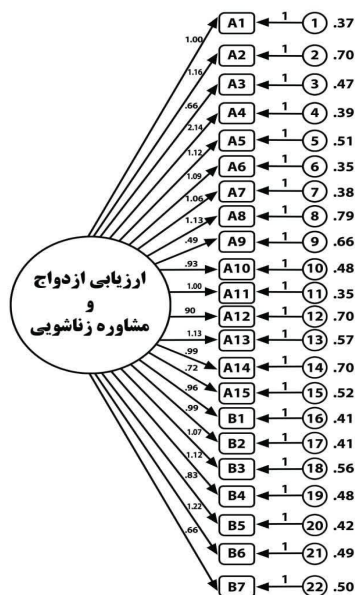 1.00 A1 1 1 .37
1.16 A2 1 2 .70
.66 A3 1 3 .47
2.14 A4 1 4 .39
1.12 A5 1 5 .51
1.09 A6 1 6 .35
1.06 A7 1 7 .38
1.13 A8 1 8 .79
.49 A9 1 9 .66
.93 A10 1 10 .48
1.00 A11 1 11 .35
90 A12 1 12 .70
1.13 A13 1 13 .57
.99 A14 1 14 .70
.72 A15 1 15 .52
.96 B1 1 16 .41
.99 B2 1 17 .41
1.07 B3 1 18 .56
1.12 B4 1 19 .48
.83 B5 1 20 .42
1.22 B6 1 21 .49
.66 B7 1 22 .50
ارزیابی ازدواج
و
مشاوره زناشویی